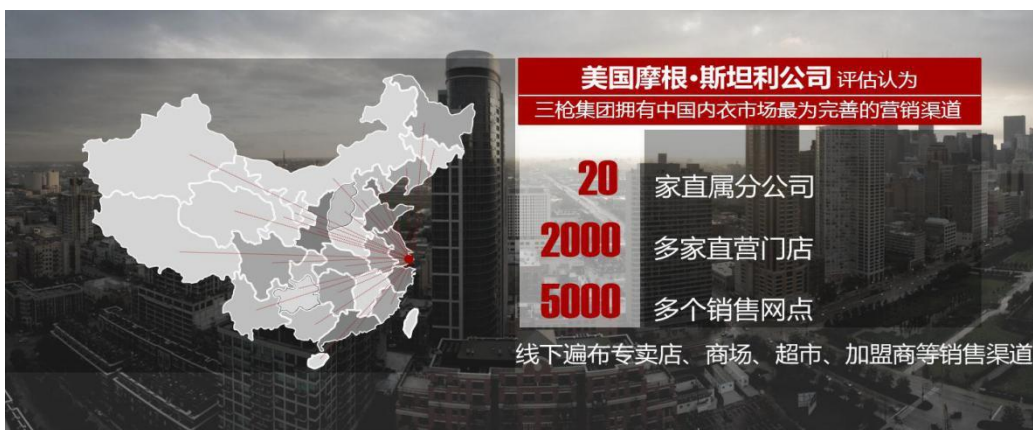 美国摩根•斯坦利公司 评估认为
三枪集团拥有中国内衣市场最为完善的营销渠道
20 家直属分公司
2000 多家直营门店
5000 多个销售网点
线下遍布专卖店、商场、超市、加盟商等销售渠道